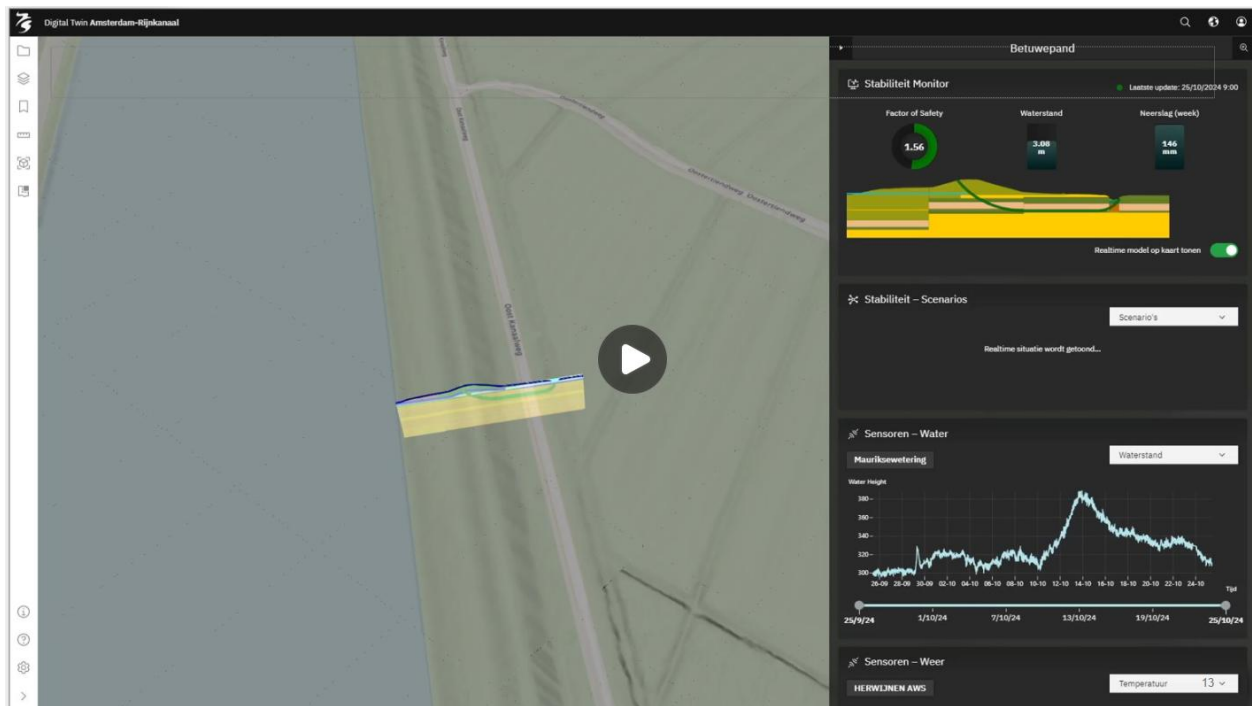 Digital Twin Amsterdam-Rijnkanaal
Betuwepand
Stabiliteit Monitor
Laatste update: 25/10/2024 9:00
Factor of Safety
Waterstand
Neerslag (week)
1.56
3.08
m
146
mm
Realtime model op kaart tonen
Stabiliteit – Scenarios
Scenario's
Realtime situatie wordt getoond...
Sensoren – Water
Mauriksewetering
Waterstand
Water Height
380
360
340
320
300
26-09 28-09 30-09 02-10 04-10 06-10 08-10 10-10 12-10 14-10 16-10 18-10 20-10 22-10 24-10
Tijd
25/9/24 1/10/24 7/10/24 13/10/24 19/10/24 25/10/24
Sensoren – Weer
HERWIJNEN AWS
Temperatuur 13